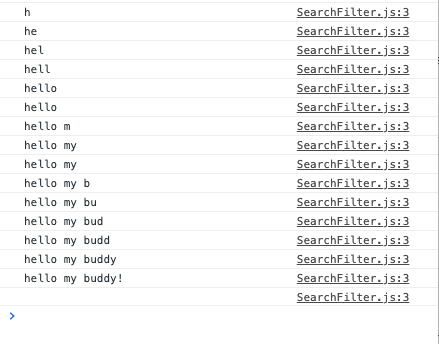 h SearchFilter.js:3
he SearchFilter.js:3
hel SearchFilter.js:3
hell SearchFilter.js:3
hello SearchFilter.js:3
hello SearchFilter.js:3
hello m SearchFilter.js:3
hello my SearchFilter.js:3
hello my SearchFilter.js:3
hello my b SearchFilter.js:3
hello my bu SearchFilter.js:3
hello my bud SearchFilter.js:3
hello my budd SearchFilter.js:3
hello my buddy SearchFilter.js:3
hello my buddy! SearchFilter.js:3
SearchFilter.js:3
>